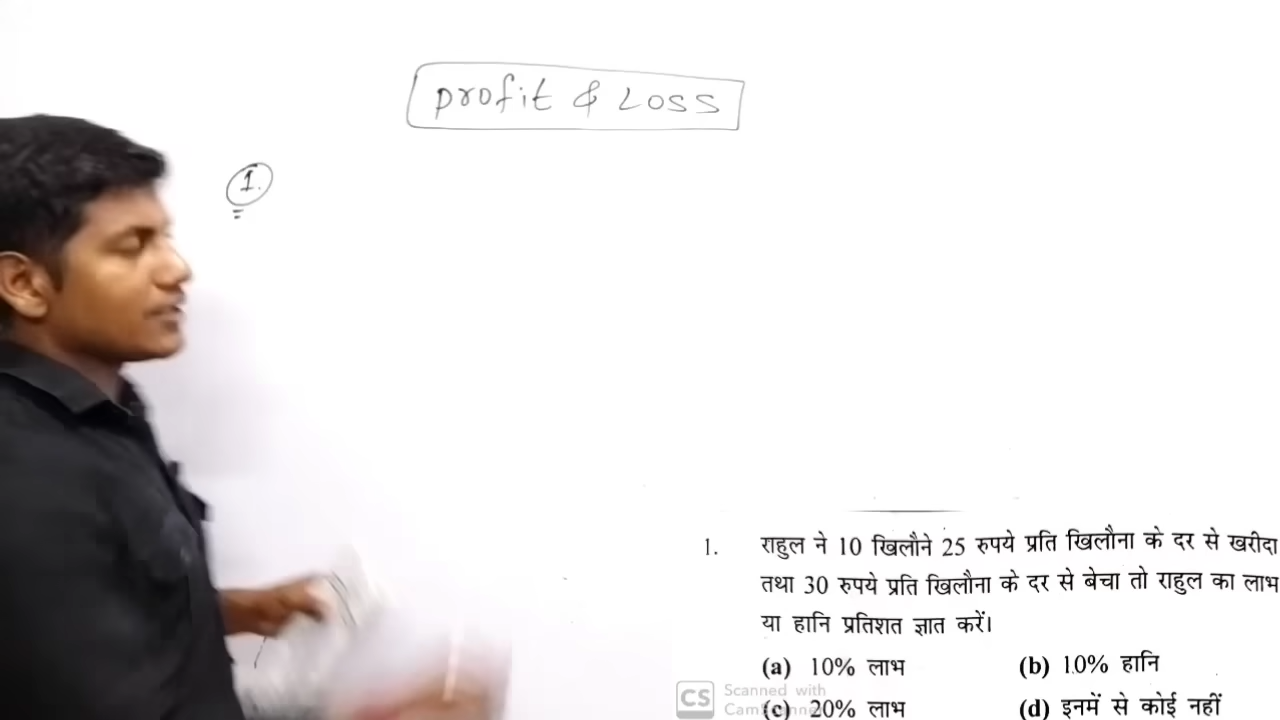 profit & Loss
1.
1. राहुल ने 10 खिलौने 25 रुपये प्रति खिलौना के दर से खरीदा
तथा 30 रुपये प्रति खिलौना के दर से बेचा तो राहुल का लाभ
या हानि प्रतिशत ज्ञात करें।
(a) 10% लाभ (b) 10% हानि
CS Scanned with
CamScanner
(c) 20% लाभ (d) इनमें से कोई नहीं